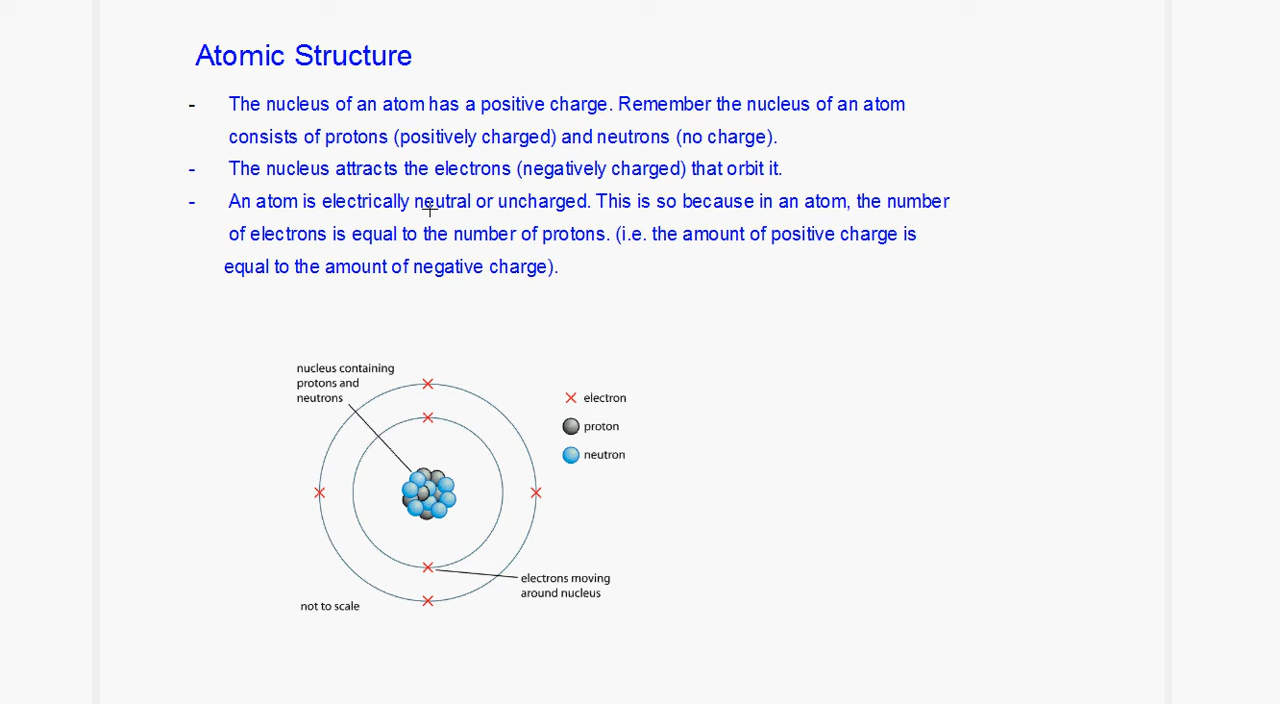 Atomic Structure
- The nucleus of an atom has a positive charge. Remember the nucleus of an atom
consists of protons (positively charged) and neutrons (no charge).
- The nucleus attracts the electrons (negatively charged) that orbit it.
- An atom is electrically neutral or uncharged. This is so because in an atom, the number
of electrons is equal to the number of protons. (i.e. the amount of positive charge is
equal to the amount of negative charge).
nucleus containing
protons and
neutrons
electron
proton
neutron
electrons moving
around nucleus
not to scale